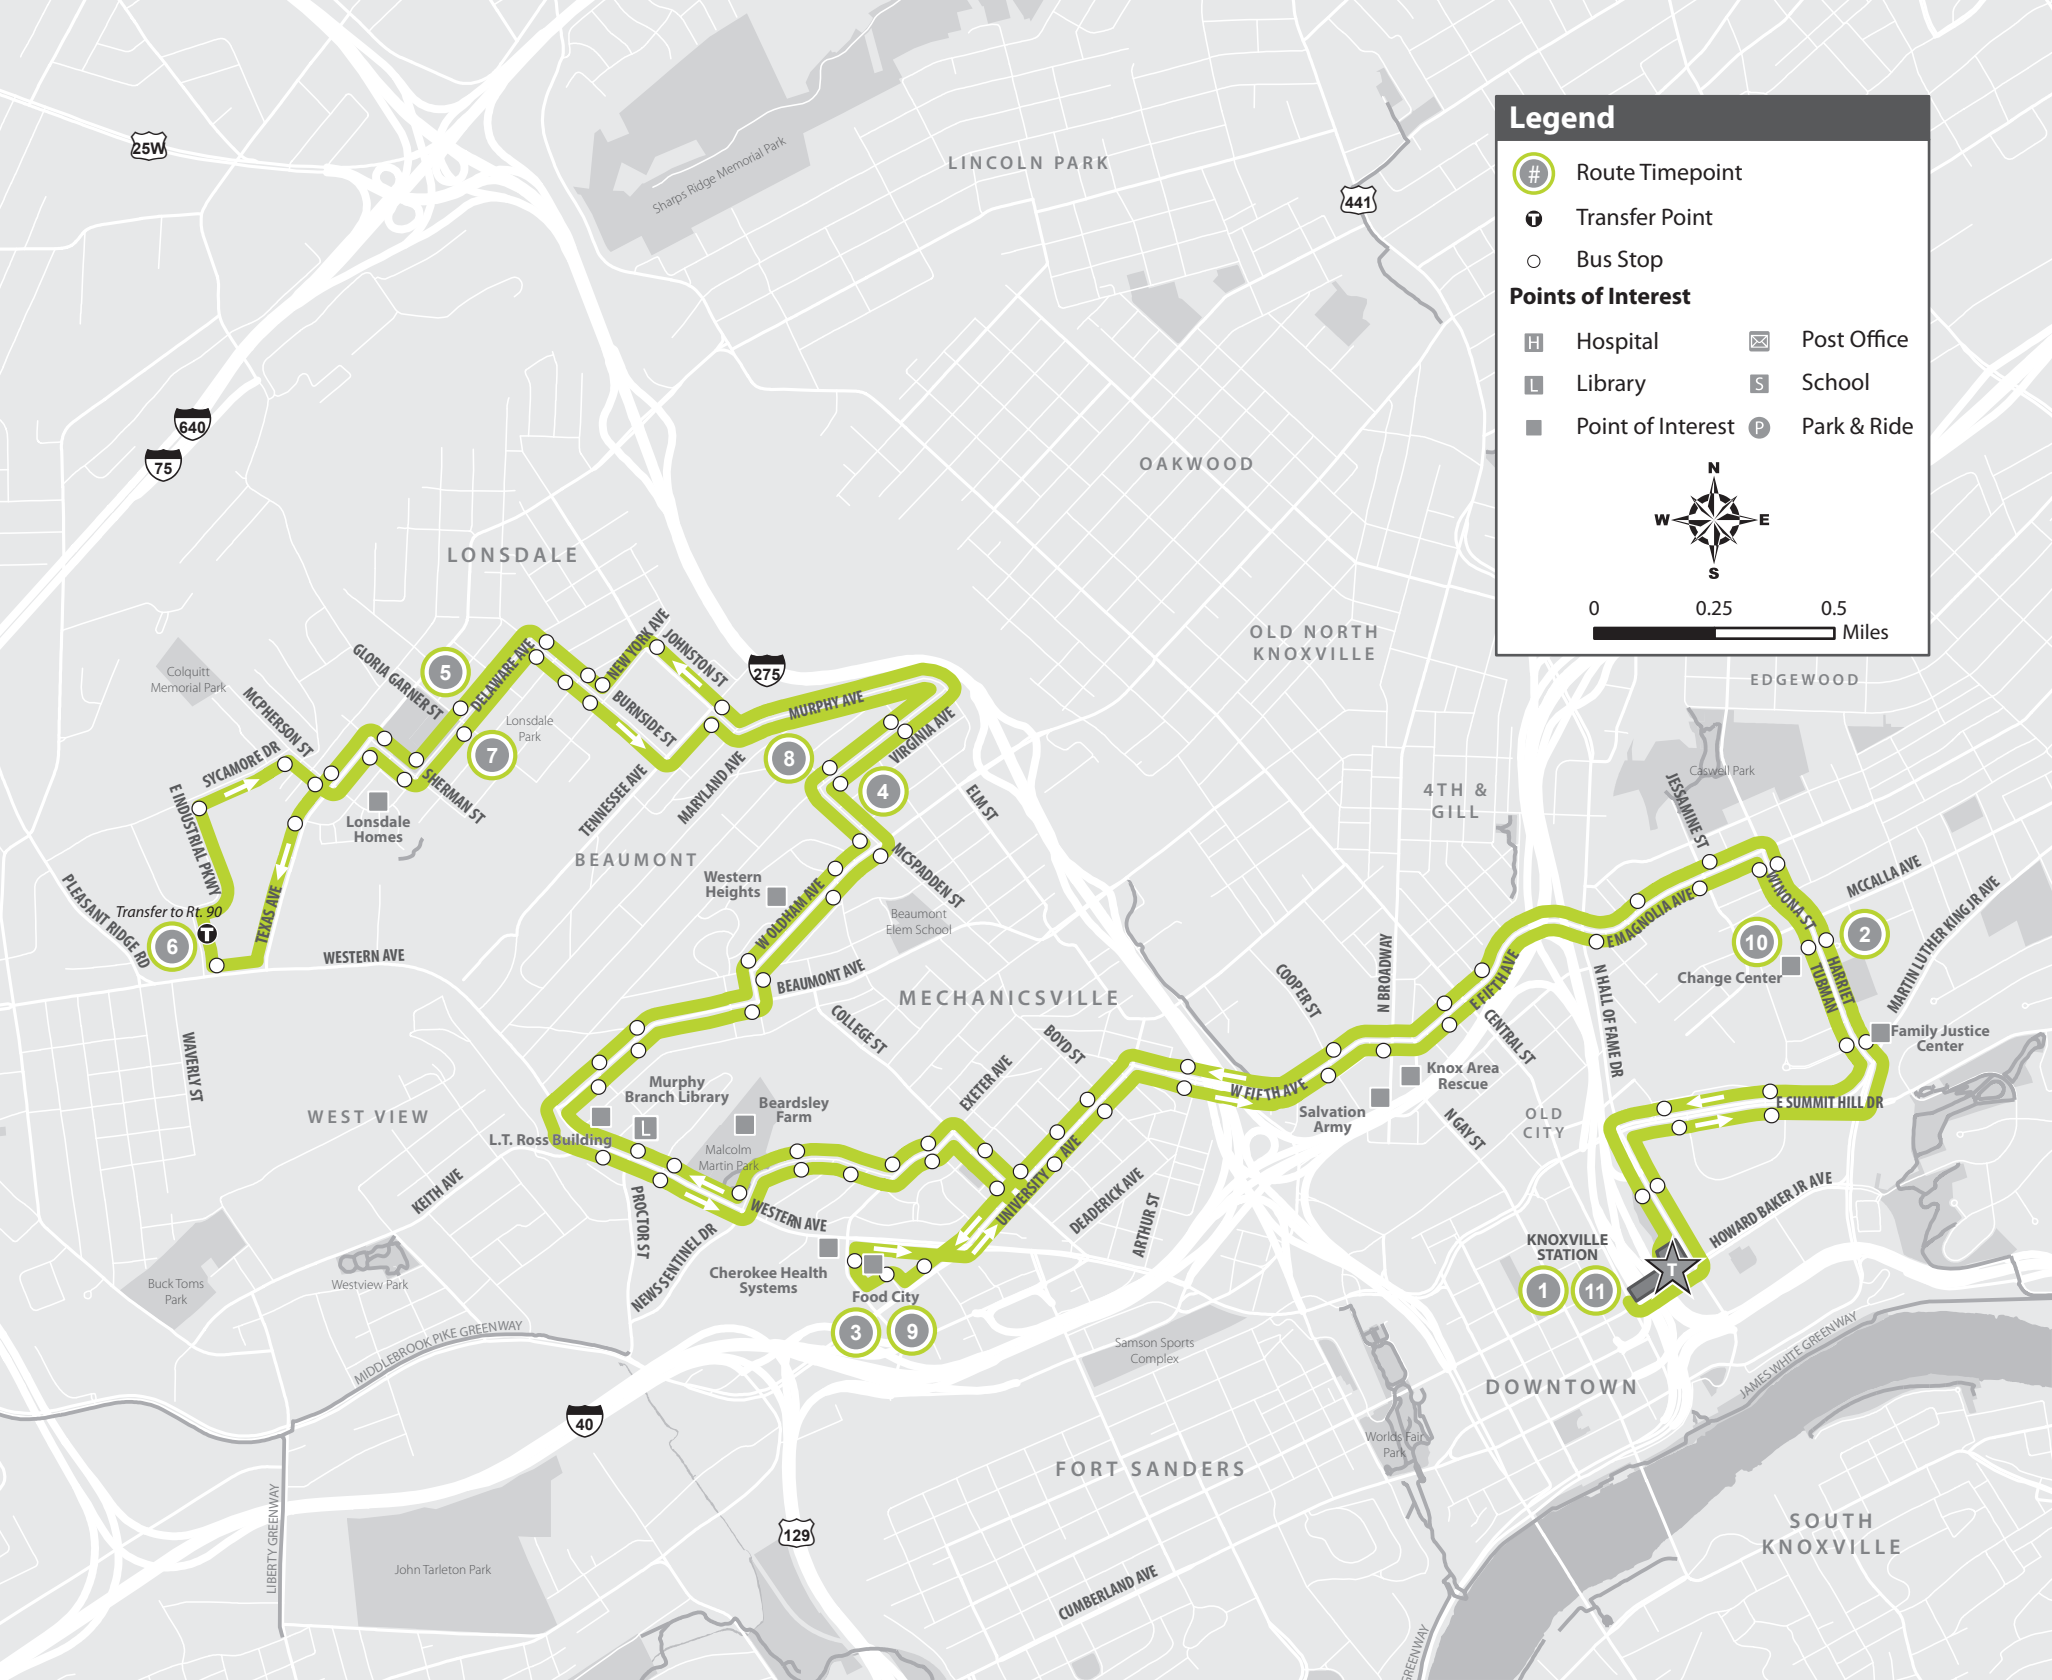 Legend
# Route Timepoint
T Transfer Point
Bus Stop
Points of Interest
H Hospital
Post Office
L Library
S School
Point of Interest
P Park & Ride
N
W E
S
0 0.25 0.5
Miles
25W
Sharps Ridge Memorial Park
LINCOLN PARK
441
640
75
OAKWOOD
LONSDALE
OLD NORTH
KNOXVILLE
275
EDGEWOOD
Colquitt
Memorial Park
GLORIA GARNER ST
5
DELAWARE AVE
NEW YORK AVE
JOHNSTON ST
MURPHY AVE
VIRGINIA AVE
MCPHERSON ST
SYCAMORE DR
Lonsdale
Park
BURNSIDE ST
7
8
4
SHERMAN ST
E INDUSTRIAL PKWY
Lonsdale
Homes
TENNESSEE AVE
MARYLAND AVE
ELM ST
4TH &
GILL
Caswell Park
JESSAMINE ST
BEAUMONT
Western
Heights
MCSPADDEN ST
W OLDHAM AVE
Beaumont
Elem School
PLEASANT RIDGE RD
Transfer to Rt. 90
T
6
TEXAS AVE
WESTERN AVE
BEAUMONT AVE
MECHANICSVILLE
COOPER ST
N BROADWAY
E FIFTH AVE
E MAGNOLIA AVE
WINONA ST
MCCALLA AVE
MARTIN LUTHER KING JR AVE
10
2
Change Center
HARRIET
TUBMAN
N HALL OF FAME DR
E CENTRAL ST
Family Justice
Center
COLLEGE ST
BOYD ST
WAVERLY ST
EXETER AVE
Knox Area
Rescue
W FIFTH AVE
Salvation
Army
N GAY ST
OLD
CITY
E SUMMIT HILL DR
WEST VIEW
Murphy
Branch Library
Beardsley
Farm
L.T. Ross Building
L
Malcolm
Martin Park
KEITH AVE
PROCTOR ST
NEWS SENTINEL DR
WESTERN AVE
UNIVERSITY AVE
DEADERICK AVE
ARTHUR ST
HOWARD BAKER JR AVE
KNOXVILLE
STATION
T
1
11
Cherokee Health
Systems
Food City
3
9
Buck Toms
Park
Westview Park
MIDDLEBROOK PIKE GREENWAY
Samson Sports
Complex
JAMES WHITE GREENWAY
DOWNTOWN
40
Worlds Fair
Park
FORT SANDERS
LIBERTY GREENWAY
129
SOUTH
KNOXVILLE
John Tarleton Park
CUMBERLAND AVE
GREENWAY